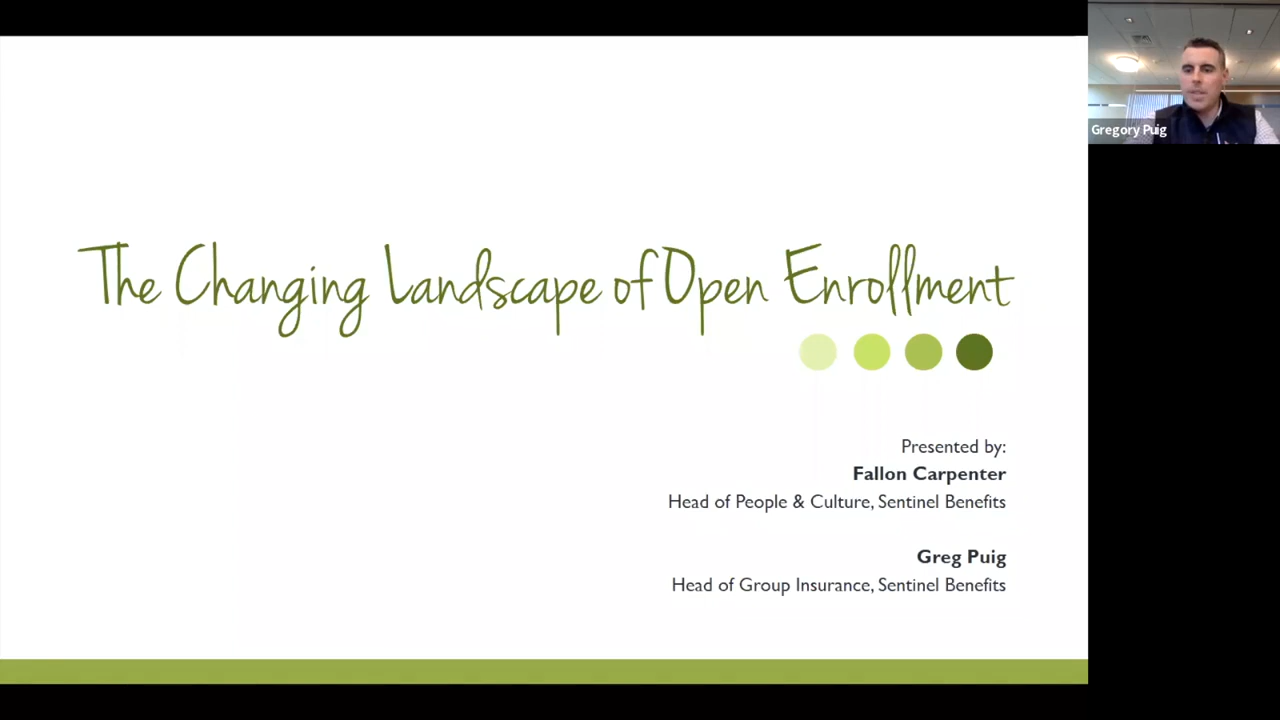 The Changing Landscape of Open Enrollment
Presented by:
Fallon Carpenter
Head of People & Culture, Sentinel Benefits
Greg Puig
Head of Group Insurance, Sentinel Benefits
Gregory Puig